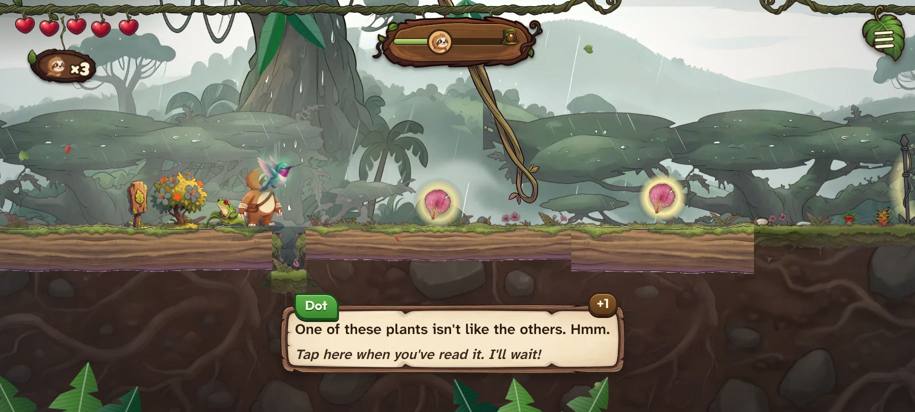 ×3
Dot
+1
One of these plants isn't like the others. Hmm.
Tap here when you've read it. I'll wait!